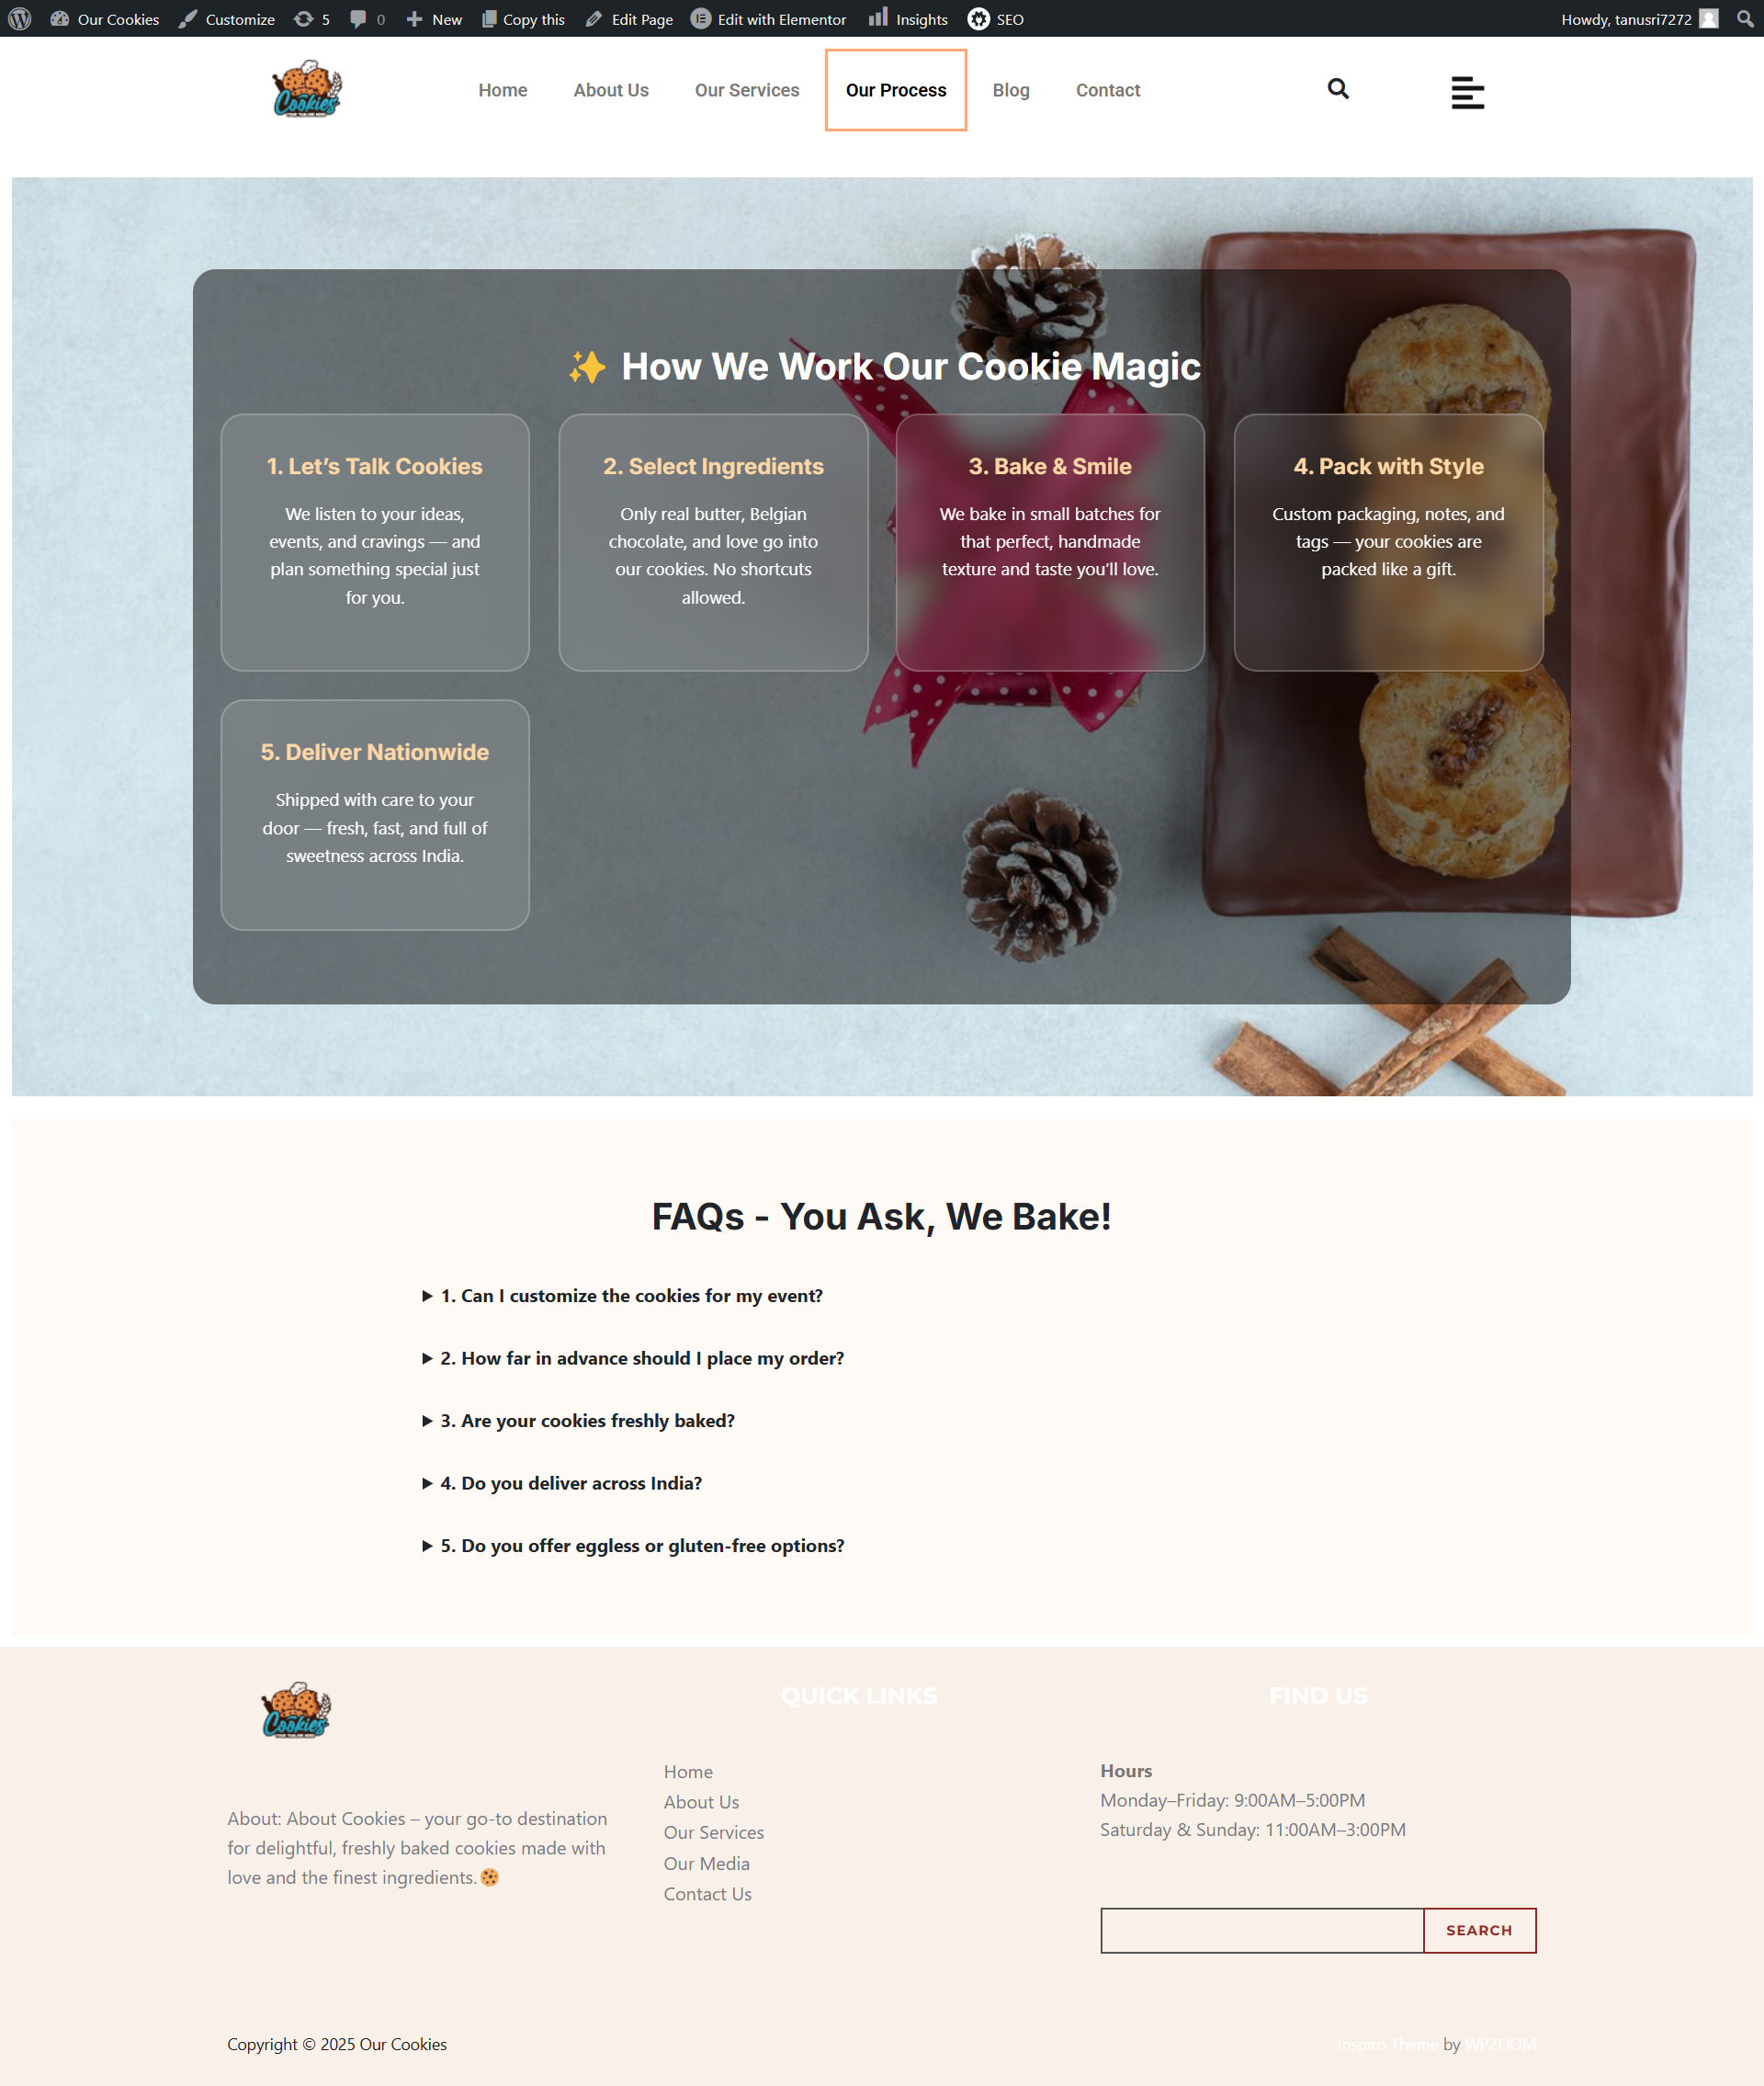 Our Cookies Customize 5 0 New Copy this Edit Page Edit with Elementor Insights SEO Howdy, tanusri7272
Cookies
Home About Us Our Services Our Process Blog Contact
✨ How We Work Our Cookie Magic
1. Let’s Talk Cookies
We listen to your ideas,
events, and cravings — and
plan something special just
for you.
2. Select Ingredients
Only real butter, Belgian
chocolate, and love go into
our cookies. No shortcuts
allowed.
3. Bake & Smile
We bake in small batches for
that perfect, handmade
texture and taste you’ll love.
4. Pack with Style
Custom packaging, notes, and
tags — your cookies are
packed like a gift.
5. Deliver Nationwide
Shipped with care to your
door — fresh, fast, and full of
sweetness across India.
FAQs - You Ask, We Bake!
1. Can I customize the cookies for my event?
2. How far in advance should I place my order?
3. Are your cookies freshly baked?
4. Do you deliver across India?
5. Do you offer eggless or gluten-free options?
Cookies
About: About Cookies – your go-to destination
for delightful, freshly baked cookies made with
love and the finest ingredients.🍪
QUICK LINKS
Home
About Us
Our Services
Our Media
Contact Us
FIND US
Hours
Monday–Friday: 9:00AM–5:00PM
Saturday & Sunday: 11:00AM–3:00PM
SEARCH
Copyright © 2025 Our Cookies
Inspiro Theme by WPZOOM